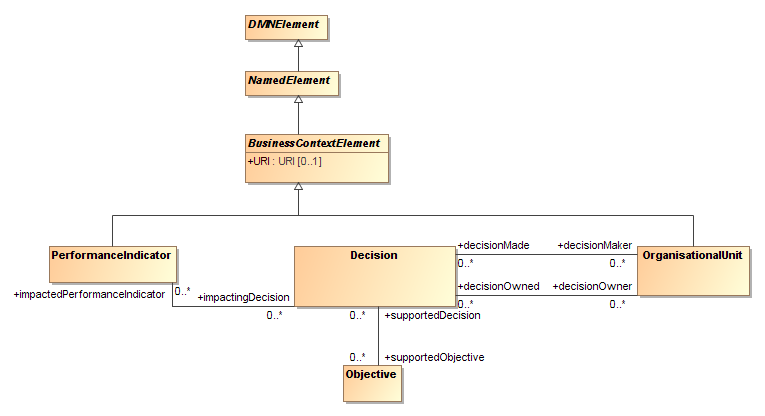 DMNElement
NamedElement
BusinessContextElement
+URI : URI [0..1]
PerformanceIndicator
Decision
OrganisationalUnit
+decisionMade
+decisionMaker
0..*
0..*
+decisionOwned
+decisionOwner
0..*
0..*
+impactedPerformanceIndicator
0..*
+impactingDecision
0..*
0..*
+supportedDecision
0..*
+supportedObjective
Objective